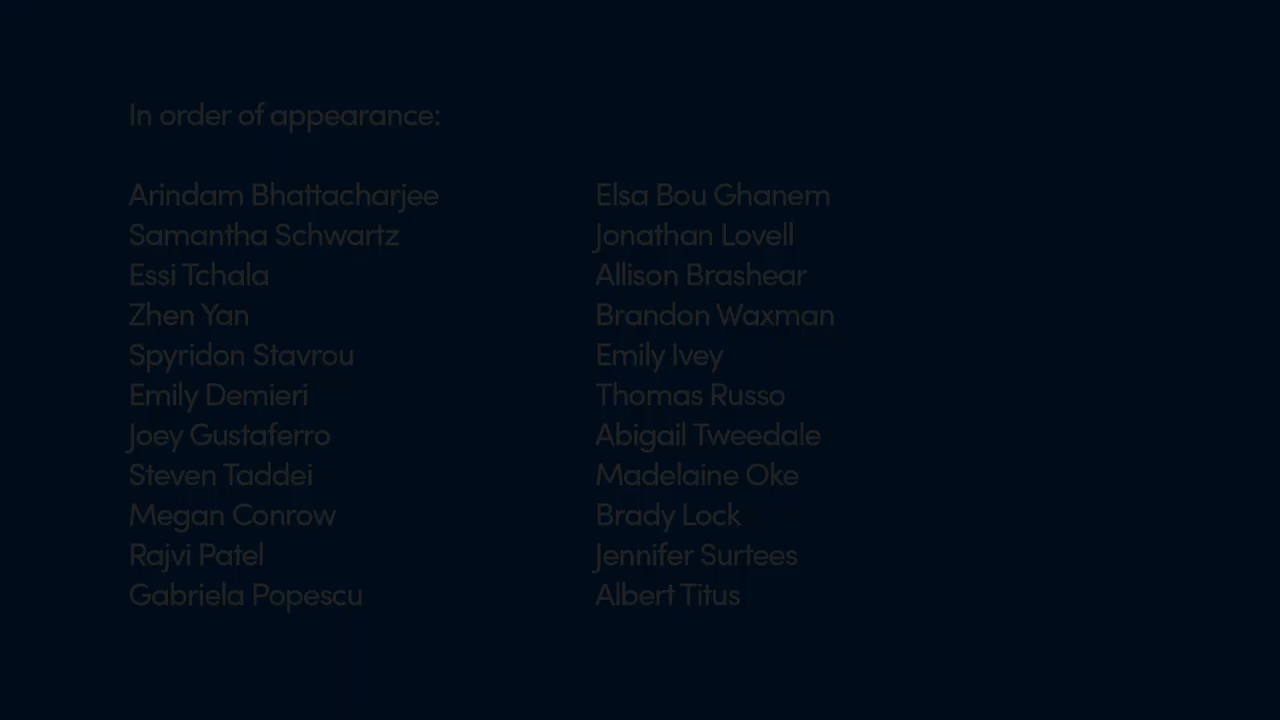 In order of appearance:
Arindam Bhattacharjee
Samantha Schwartz
Essi Tchala
Zhen Yan
Spyridon Stavrou
Emily Demieri
Joey Gustaferro
Steven Taddei
Megan Conrow
Rajvi Patel
Gabriela Popescu
Elsa Bou Ghanem
Jonathan Lovell
Allison Brashear
Brandon Waxman
Emily Ivey
Thomas Russo
Abigail Tweedale
Madelaine Oke
Brady Lock
Jennifer Surtees
Albert Titus